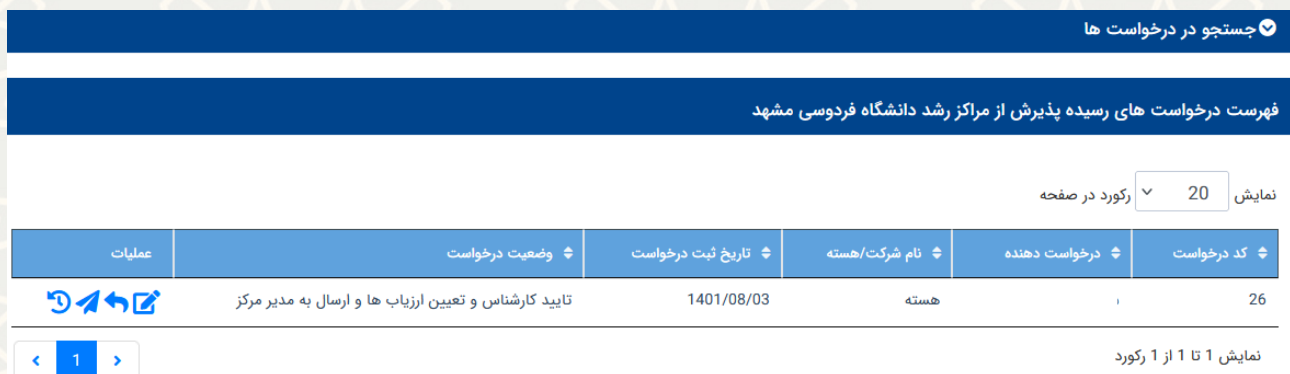 جستجو در درخواست ها
فهرست درخواست های رسیده پذیرش از مراکز رشد دانشگاه فردوسی مشهد
نمایش 20 رکورد در صفحه
کد درخواست درخواست دهنده نام شرکت/هسته تاریخ ثبت درخواست وضعیت درخواست عملیات
26 هسته 1401/08/03 تایید کارشناس و تعیین ارزیاب ها و ارسال به مدیر مرکز
نمایش 1 تا 1 از 1 رکورد
1